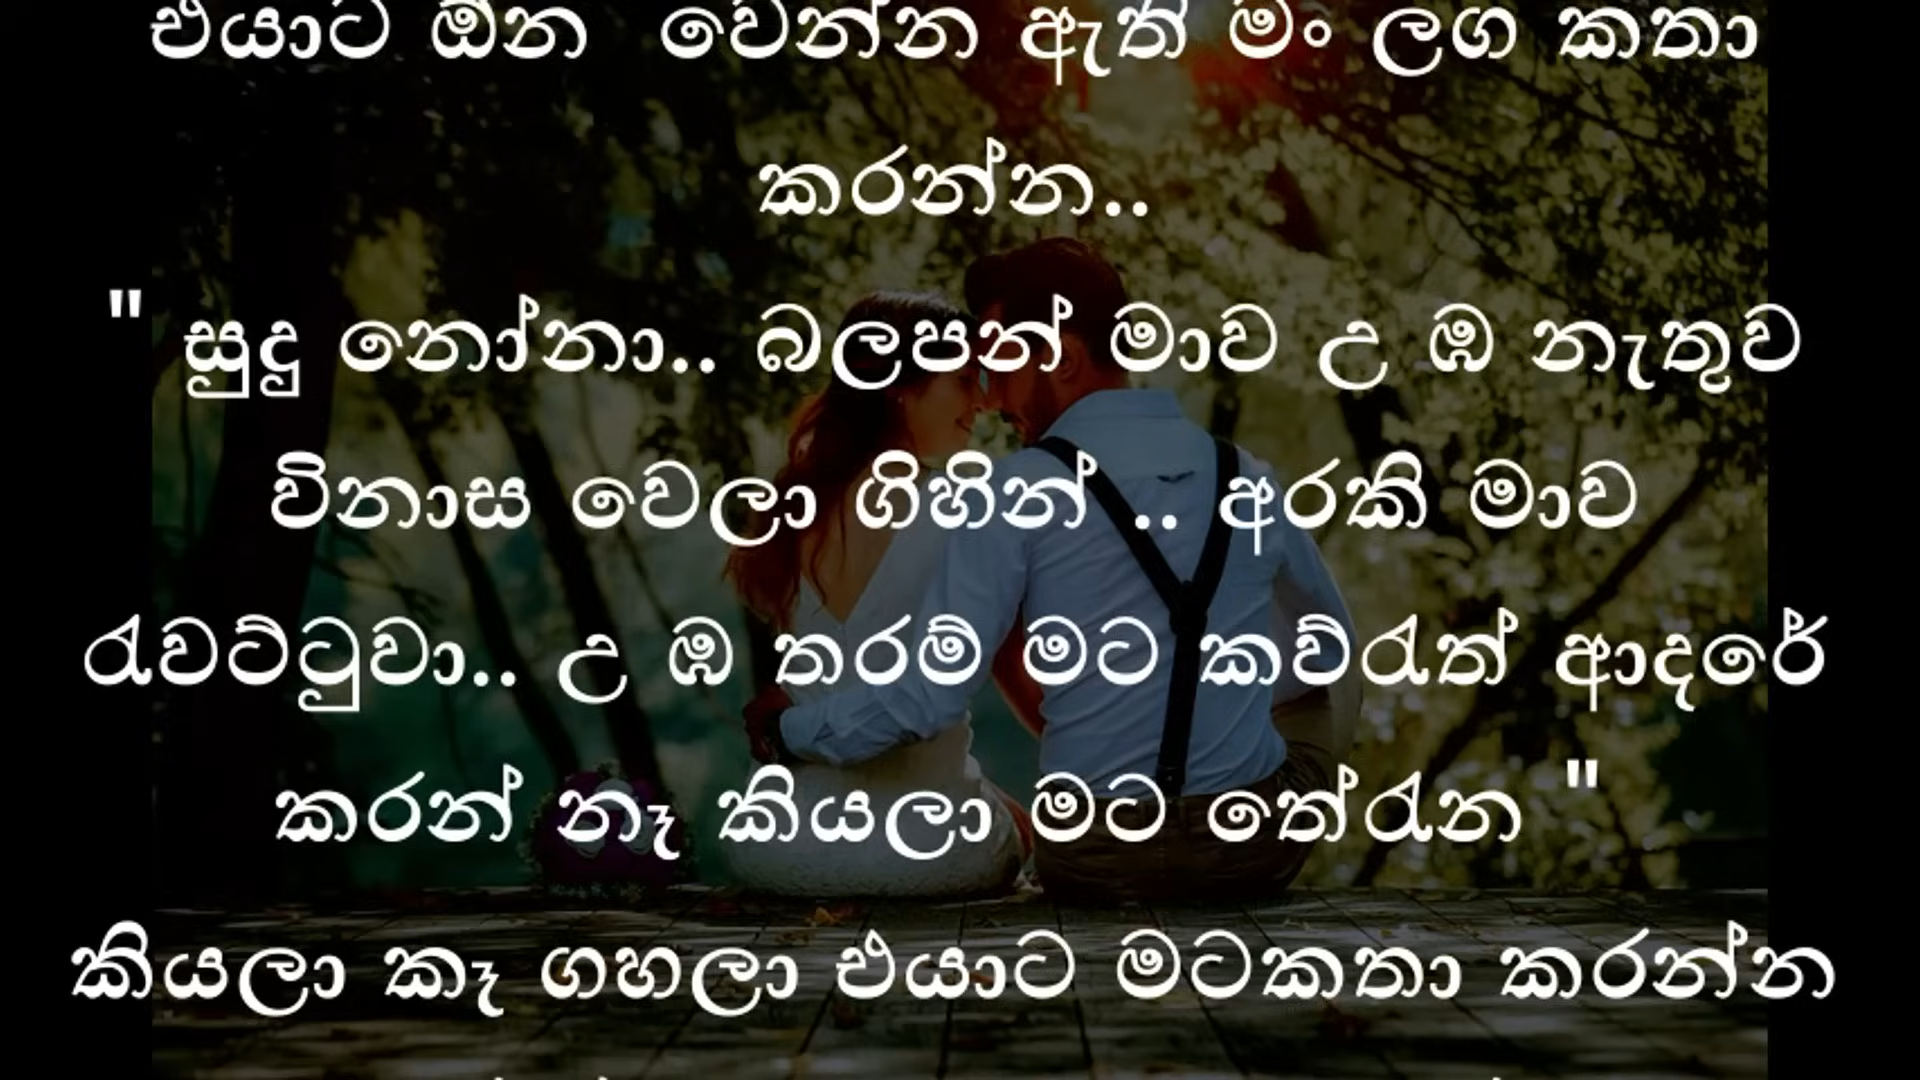 එයාට ඕන වෙන්න ඇති මං ලග කතා
කරන්න..
" සුදු නෝනා.. බලපන් මාව උ ඹ නැතුව
විනාස වෙලා ගිහින් .. අරකි මාව
රැවට්ටුවා.. උ ඹ තරම් මට කව්රැත් ආදරේ
කරන් නෑ කියලා මට තේරැන "
කියලා කෑ ගහලා එයාට මටකතා කරන්න